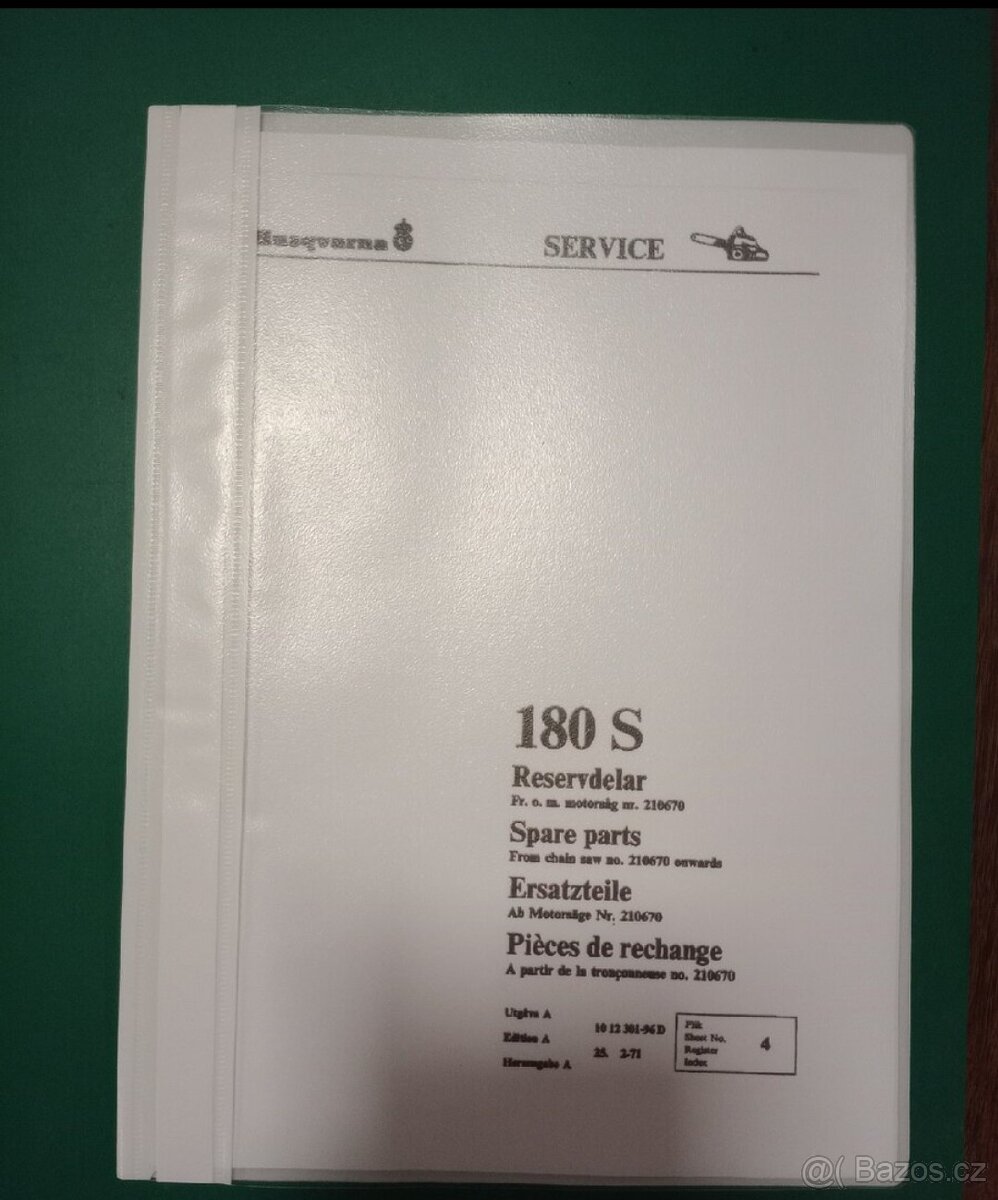 Husqvarna SERVICE
180 S
Reservdelar
Fr. o. m. motorsåg nr. 210670
Spare parts
From chain saw no. 210670 onwards
Ersatzteile
Ab Motorsäge Nr. 210670
Pièces de rechange
A partir de la tronçonneuse no. 210670
Utgåva A
Edition A
Herausgabe A
10 12 301-96 D
25. 2-71
Flik
Sheet No.
Register
Index
4
@( Bazos.cz